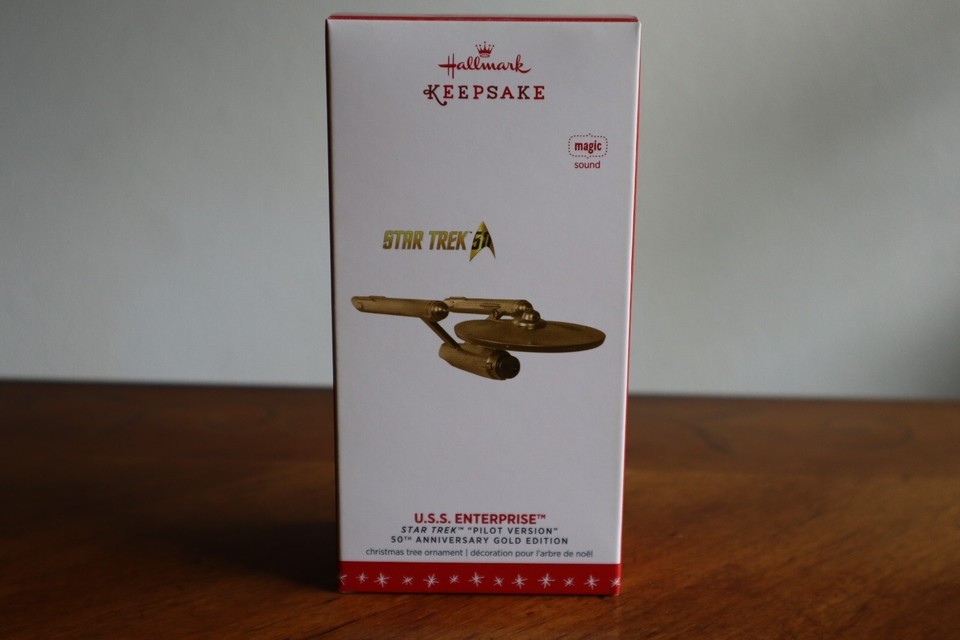 Hallmark
KEEPSAKE
magic
sound
STAR TREK™ 50
U.S.S. ENTERPRISE™
STAR TREK™ "PILOT VERSION"
50TH ANNIVERSARY GOLD EDITION
christmas tree ornament | décoration pour l'arbre de noël